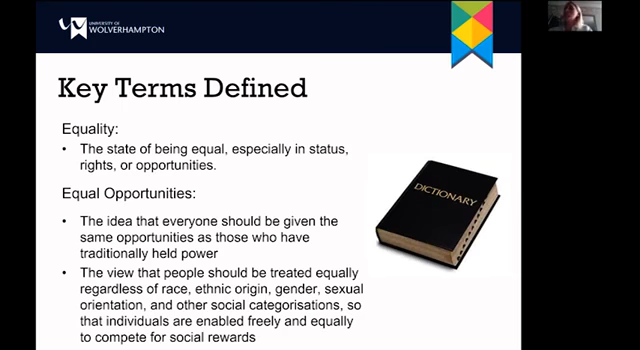 UNIVERSITY OF
WOLVERHAMPTON
Key Terms Defined
Equality:
• The state of being equal, especially in status,
rights, or opportunities.
Equal Opportunities:
• The idea that everyone should be given the
same opportunities as those who have
traditionally held power
• The view that people should be treated equally
regardless of race, ethnic origin, gender, sexual
orientation, and other social categorisations, so
that individuals are enabled freely and equally
to compete for social rewards
DICTIONARY